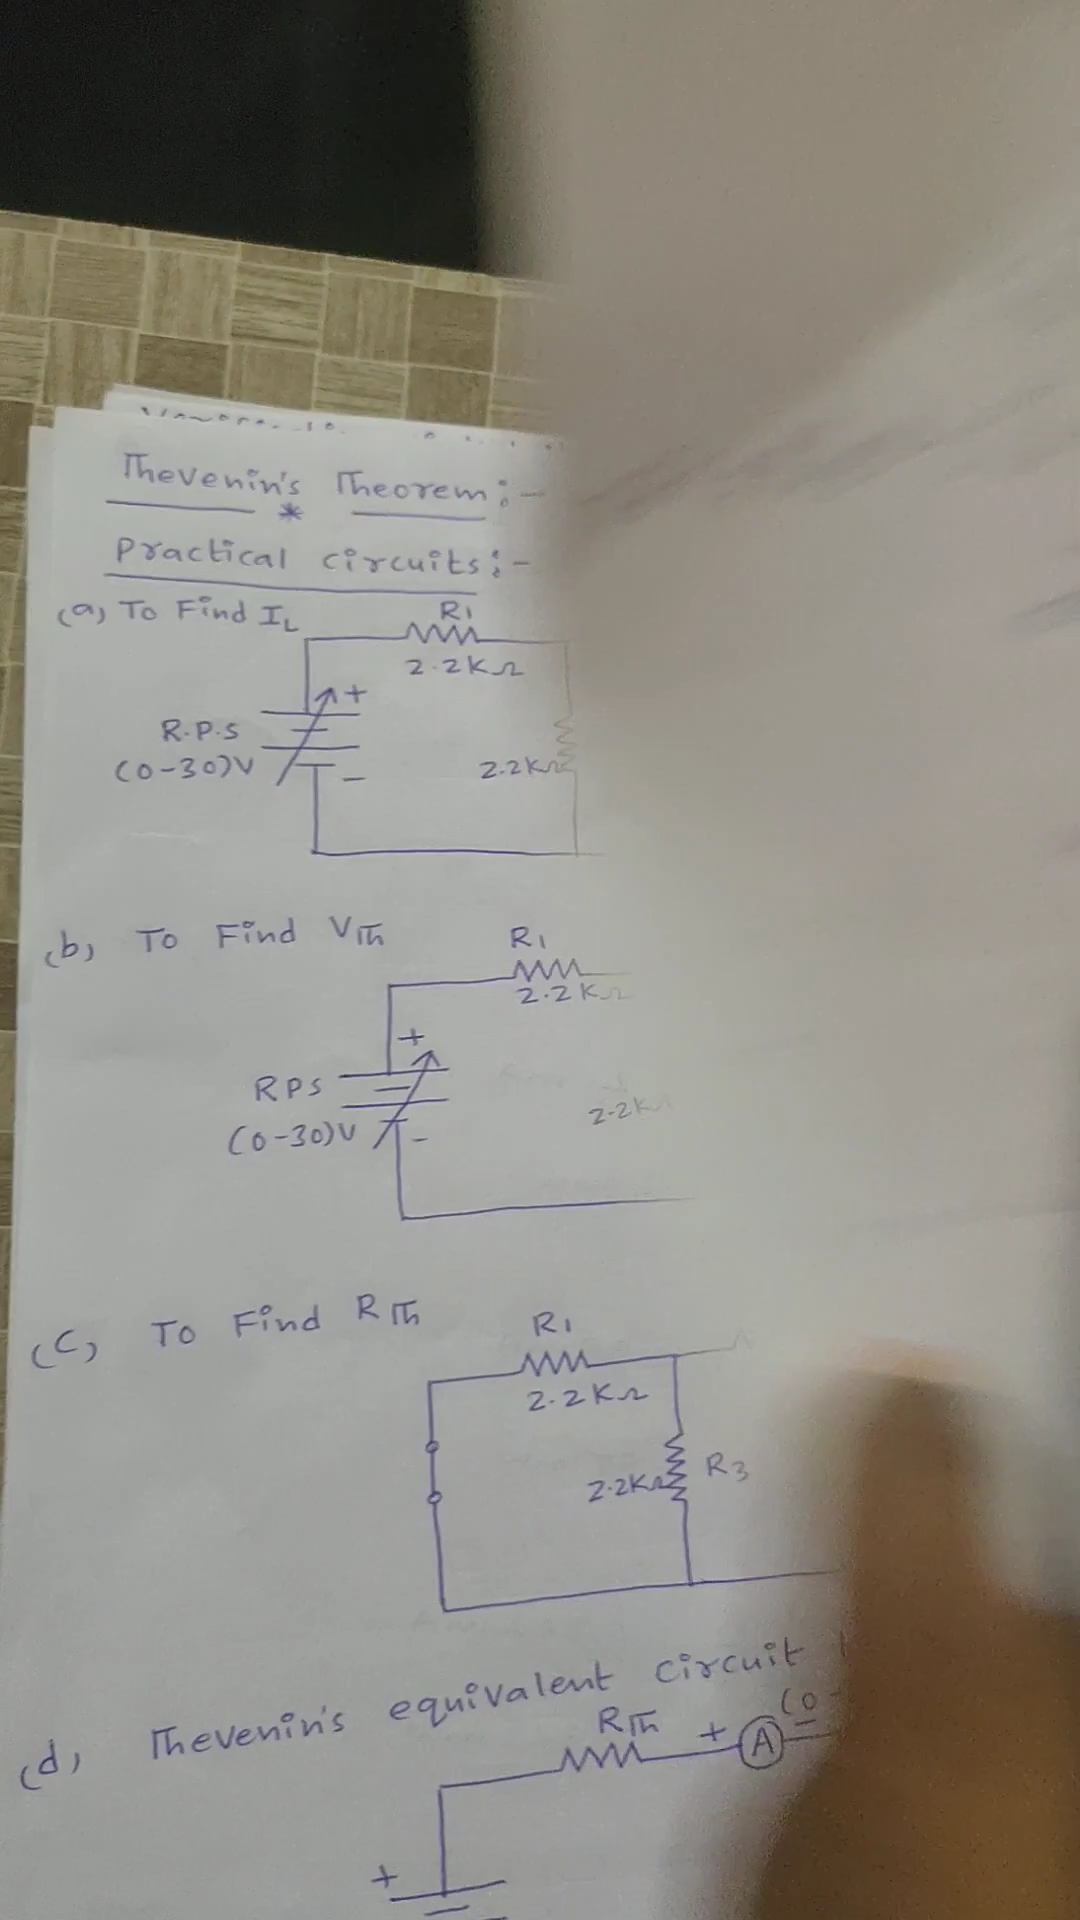 Thevenin's Theorem :-
*
Practical circuits :-
(a) To Find IL
R1
2.2KΩ
+
R.P.S
(0-30)V
-
2.2KΩ
(b) To Find VTh
R1
2.2KΩ
+
RPS
(0-30)V
-
2.2K
(C) To Find RTh
R1
2.2KΩ
2.2KΩ
R3
(d) Thevenin's equivalent circuit
RTh
+
A
(0-
-
+